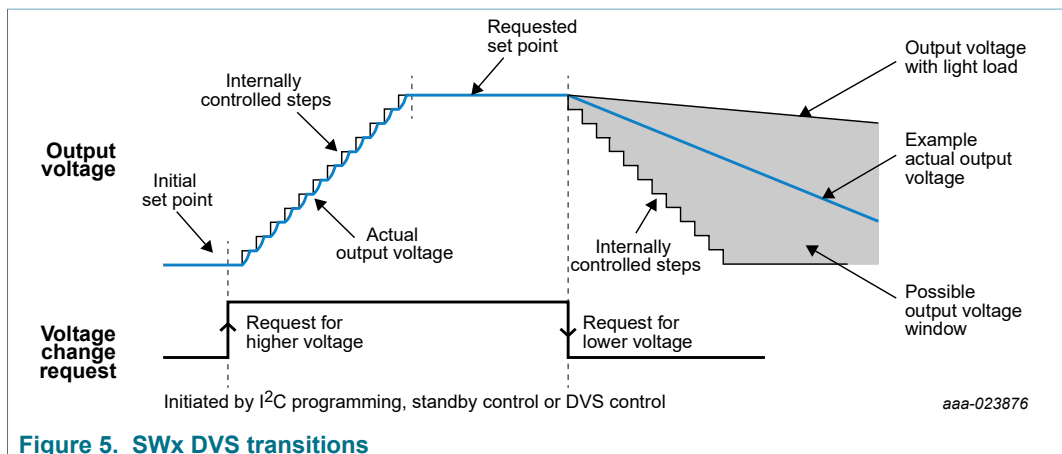 Requested
set point
Output voltage
with light load
Internally
controlled steps
Output
voltage
Example
actual output
voltage
Initial
set point
Actual
output voltage
Internally
controlled steps
Possible
output voltage
window
Voltage
change
request
Request for
higher voltage
Request for
lower voltage
Initiated by I²C programming, standby control or DVS control
aaa-023876
Figure 5. SWx DVS transitions